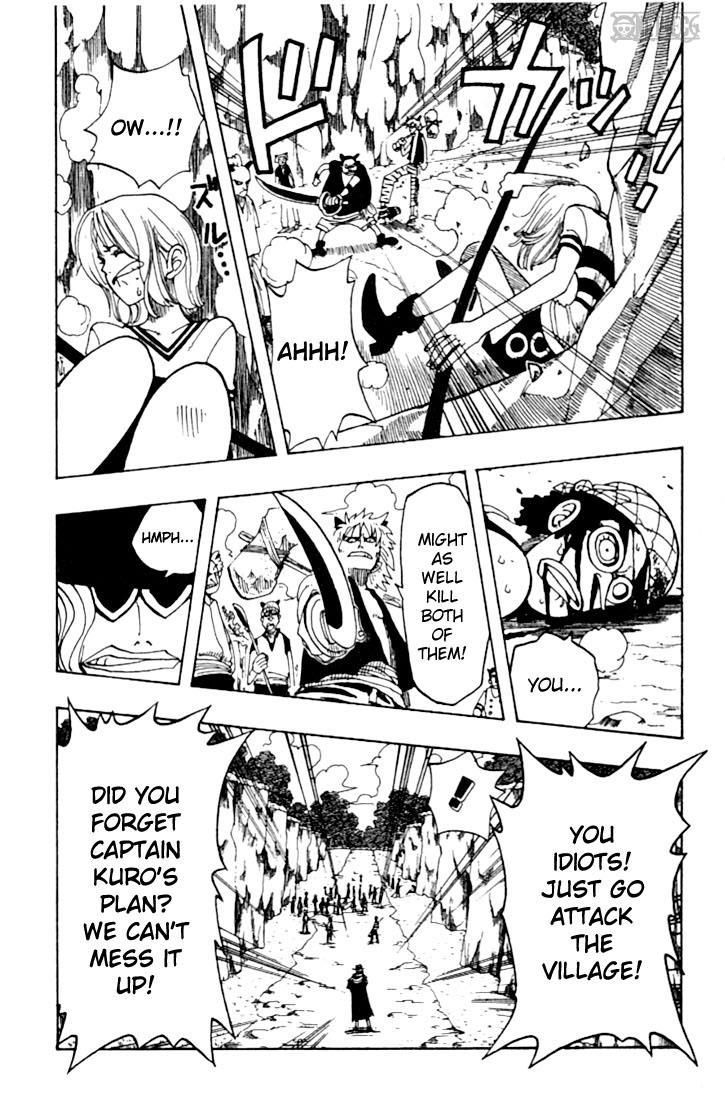 ドガッ
AHHH!
OW...!!
ズル...
OC
YOU...
MIGHT
AS
WELL
KILL
BOTH
OF
THEM!
HMPH...
!!
YOU
IDIOTS!
JUST GO
ATTACK
THE
VILLAGE!
DID YOU
FORGET
CAPTAIN
KURO'S
PLAN?
WE CAN'T
MESS IT
UP!